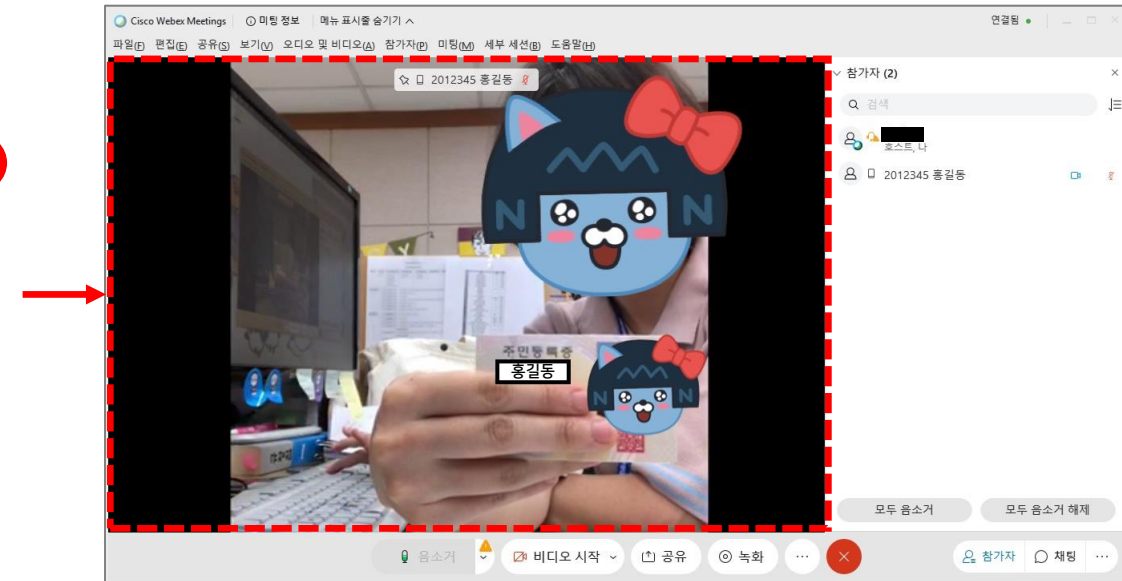 Cisco Webex Meetings 미팅 정보 메뉴 표시줄 숨기기 연결됨
파일(F) 편집(E) 공유(S) 보기(V) 오디오 및 비디오(A) 참가자(P) 미팅(M) 세부 세션(B) 도움말(H)
2012345 홍길동
참가자 (2)
검색
호스트, 나
2012345 홍길동
N N
주민등록증
홍길동
N N
모두 음소거 모두 음소거 해제
음소거 비디오 시작 공유 녹화 참가자 채팅